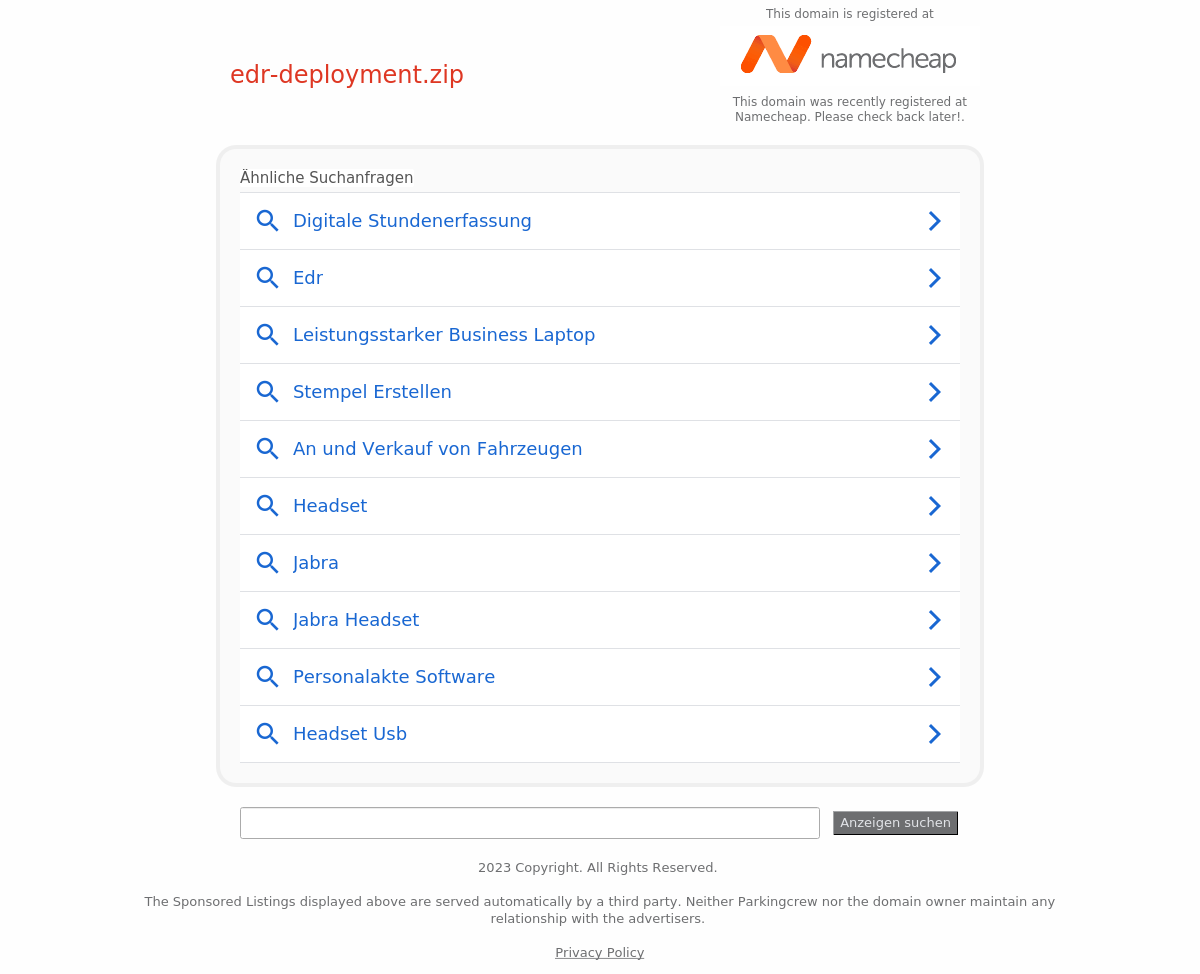 This domain is registered at
namecheap
edr-deployment.zip
This domain was recently registered at
Namecheap. Please check back later!.
Ähnliche Suchanfragen
Digitale Stundenerfassung
Edr
Leistungsstarker Business Laptop
Stempel Erstellen
An und Verkauf von Fahrzeugen
Headset
Jabra
Jabra Headset
Personalakte Software
Headset Usb
Anzeigen suchen
2023 Copyright. All Rights Reserved.
The Sponsored Listings displayed above are served automatically by a third party. Neither Parkingcrew nor the domain owner maintain any
relationship with the advertisers.
Privacy Policy